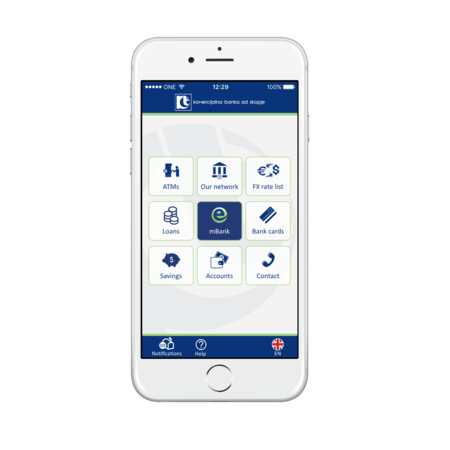 ONE 12:29 100%
komercijalna banka ad skopje
ATMs Our network FX rate list
Loans mBank Bank cards
Savings Accounts Contact
Notifications Help EN